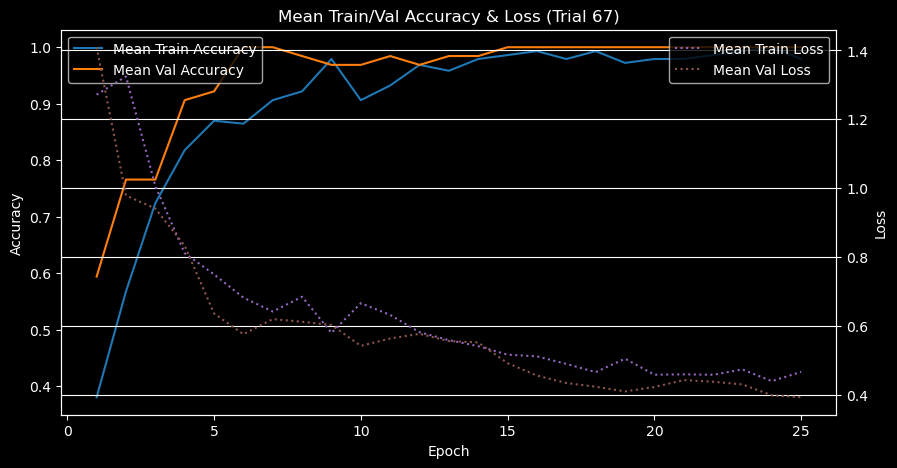 Mean Train/Val Accuracy & Loss (Trial 67)
Mean Train Accuracy
Mean Val Accuracy
Mean Train Loss
Mean Val Loss
1.0
0.9
0.8
0.7
0.6
0.5
0.4
Accuracy
1.4
1.2
1.0
0.8
0.6
0.4
Loss
0 5 10 15 20 25
Epoch